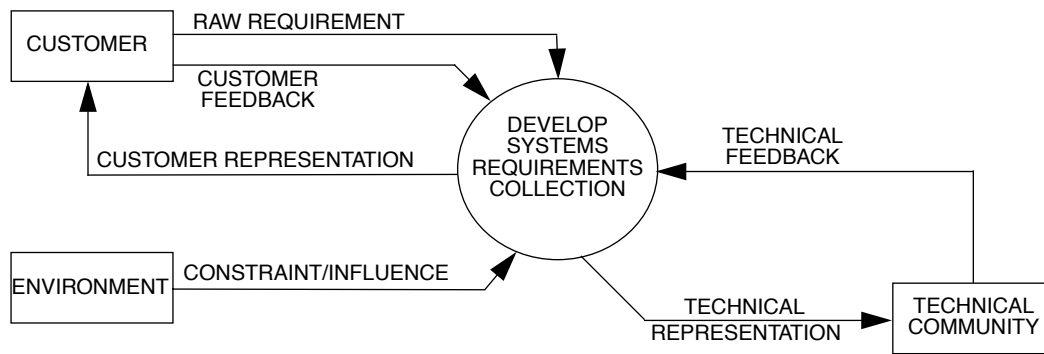 RAW REQUIREMENT
CUSTOMER
CUSTOMER
FEEDBACK
CUSTOMER REPRESENTATION
DEVELOP
SYSTEMS
REQUIREMENTS
COLLECTION
TECHNICAL
FEEDBACK
ENVIRONMENT
CONSTRAINT/INFLUENCE
TECHNICAL
REPRESENTATION
TECHNICAL
COMMUNITY